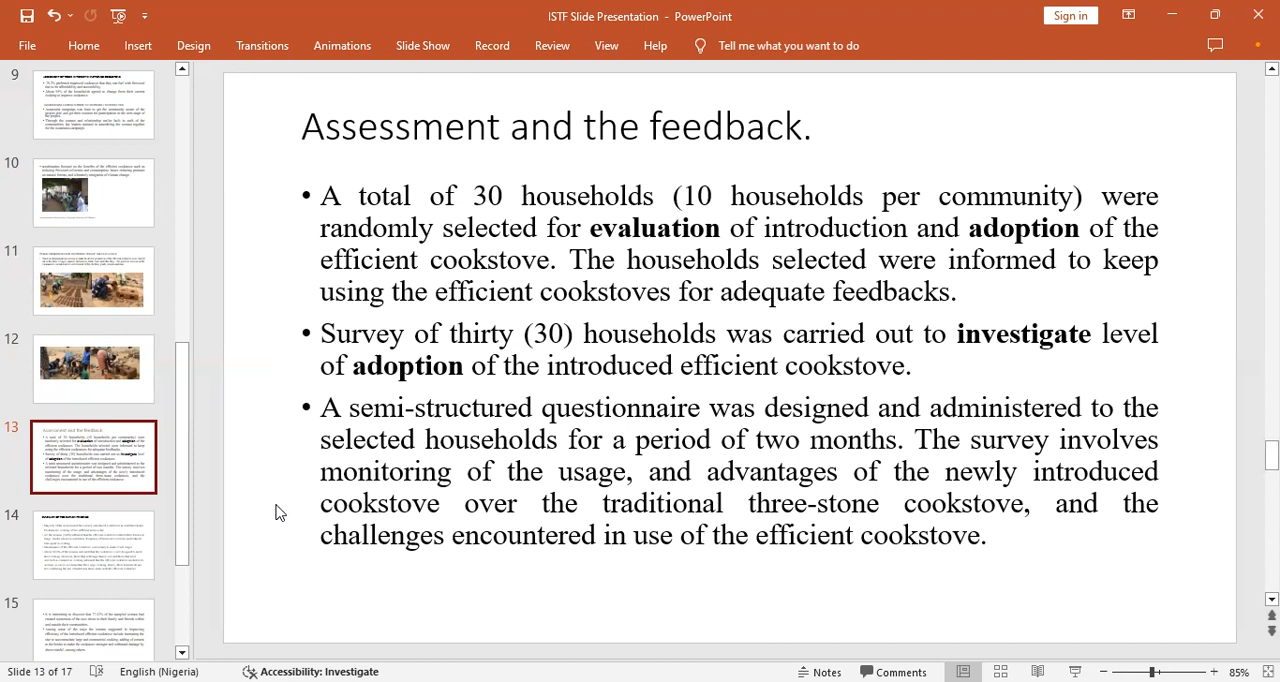 ISTF Slide Presentation - PowerPoint
Sign in
File Home Insert Design Transitions Animations Slide Show Record Review View Help Tell me what you want to do
9
10
11
12
13
14
15
Assessment and the feedback.
• A total of 30 households (10 households per community) were
randomly selected for evaluation of introduction and adoption of the
efficient cookstove. The households selected were informed to keep
using the efficient cookstoves for adequate feedbacks.
• Survey of thirty (30) households was carried out to investigate level
of adoption of the introduced efficient cookstove.
• A semi-structured questionnaire was designed and administered to the
selected households for a period of two months. The survey involves
monitoring of the usage, and advantages of the newly introduced
cookstove over the traditional three-stone cookstove, and the
challenges encountered in use of the efficient cookstove.
Slide 13 of 17 English (Nigeria) Accessibility: Investigate Notes Comments 85%